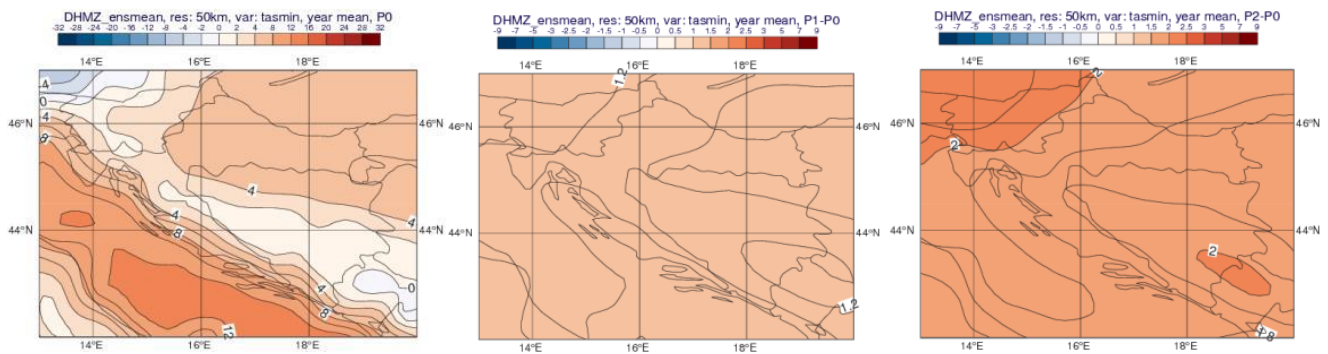 DHMZ_ensmean, res: 50km, var: tasmin, year mean, P0
-32 -28 -24 -20 -16 -12 -8 -4 -2 0 2 4 8 12 16 20 24 28 32
14°E 16°E 18°E
4
0
4
8
46°N
4
4
4
8
44°N
0
4
8
12
14°E 16°E 18°E
DHMZ_ensmean, res: 50km, var: tasmin, year mean, P1-P0
-9 -7 -5 -3 -2.5 -2 -1.5 -1 -0.5 0 0.5 1 1.5 2 2.5 3 5 7 9
14°E 16°E 18°E
1.2
46°N
44°N
1.2
14°E 16°E 18°E
DHMZ_ensmean, res: 50km, var: tasmin, year mean, P2-P0
-9 -7 -5 -3 -2.5 -2 -1.5 -1 -0.5 0 0.5 1 1.5 2 2.5 3 5 7 9
14°E 16°E 18°E
2
46°N
2
44°N
2
14°E 16°E 18°E